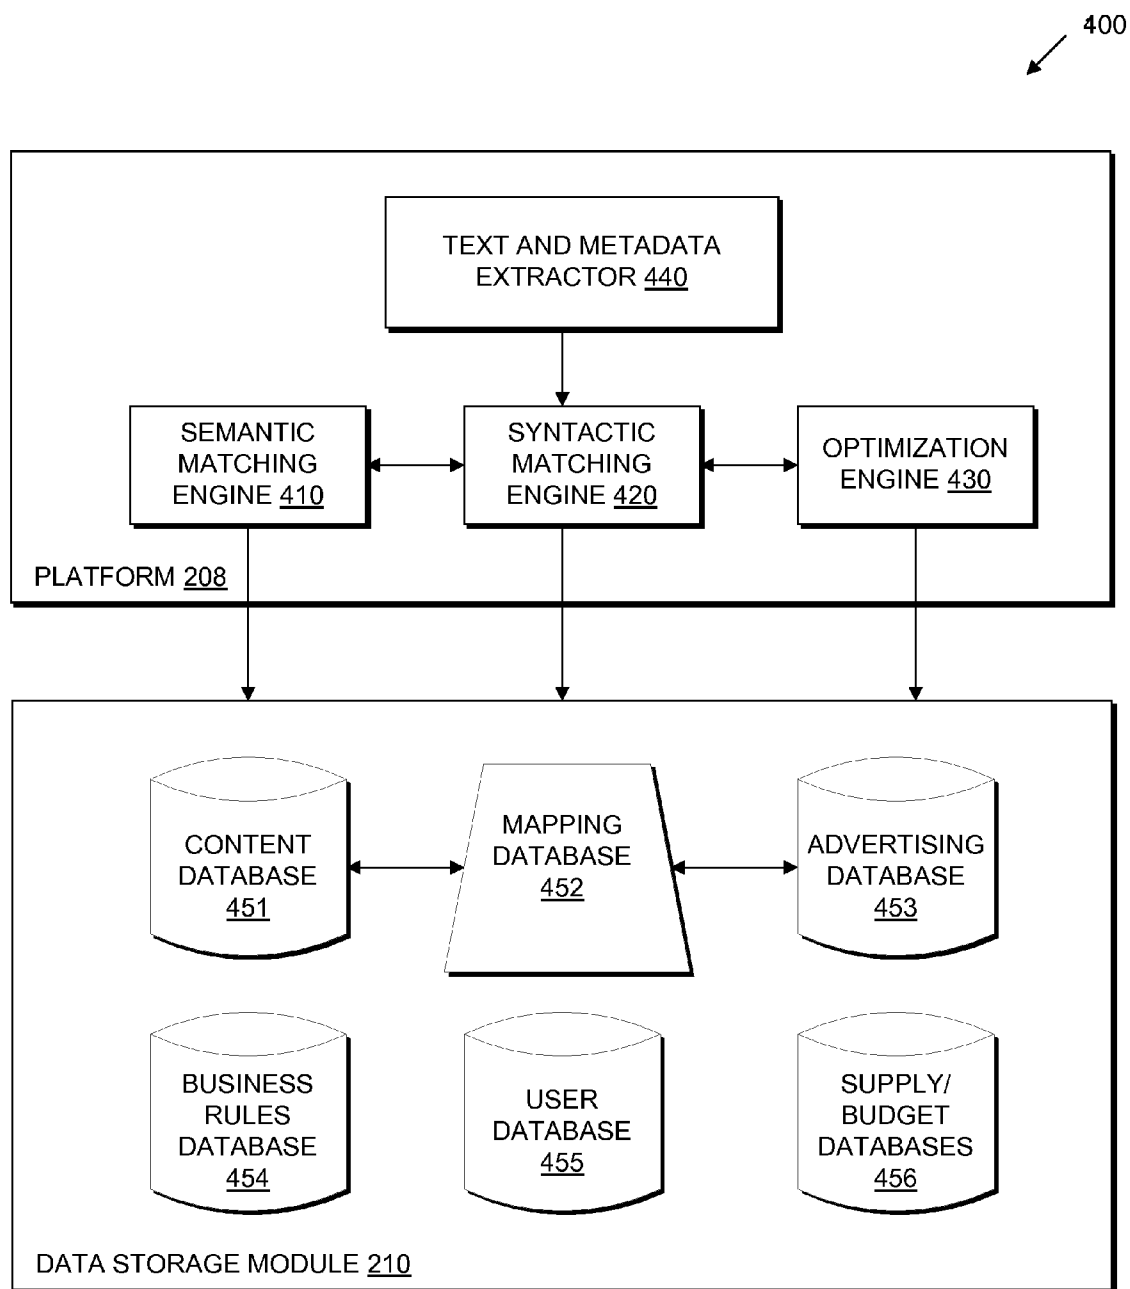 400
TEXT AND METADATA
EXTRACTOR 440
SEMANTIC
MATCHING
ENGINE 410
SYNTACTIC
MATCHING
ENGINE 420
OPTIMIZATION
ENGINE 430
PLATFORM 208
CONTENT
DATABASE
451
MAPPING
DATABASE
452
ADVERTISING
DATABASE
453
BUSINESS
RULES
DATABASE
454
USER
DATABASE
455
SUPPLY/
BUDGET
DATABASES
456
DATA STORAGE MODULE 210